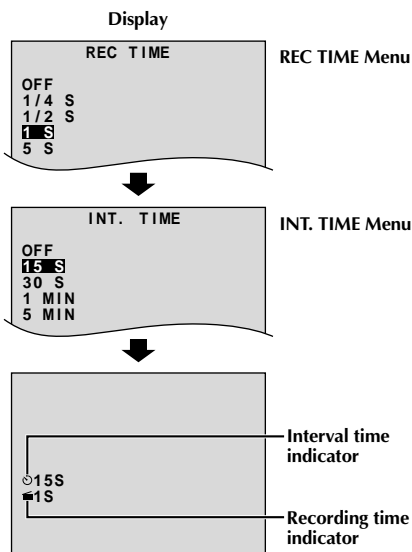 Display
REC TIME
REC TIME Menu
OFF
1/4 S
1/2 S
1 S
5 S
INT. TIME
INT. TIME Menu
OFF
15 S
30 S
1 MIN
5 MIN
Interval time
indicator
15S
1S
Recording time
indicator